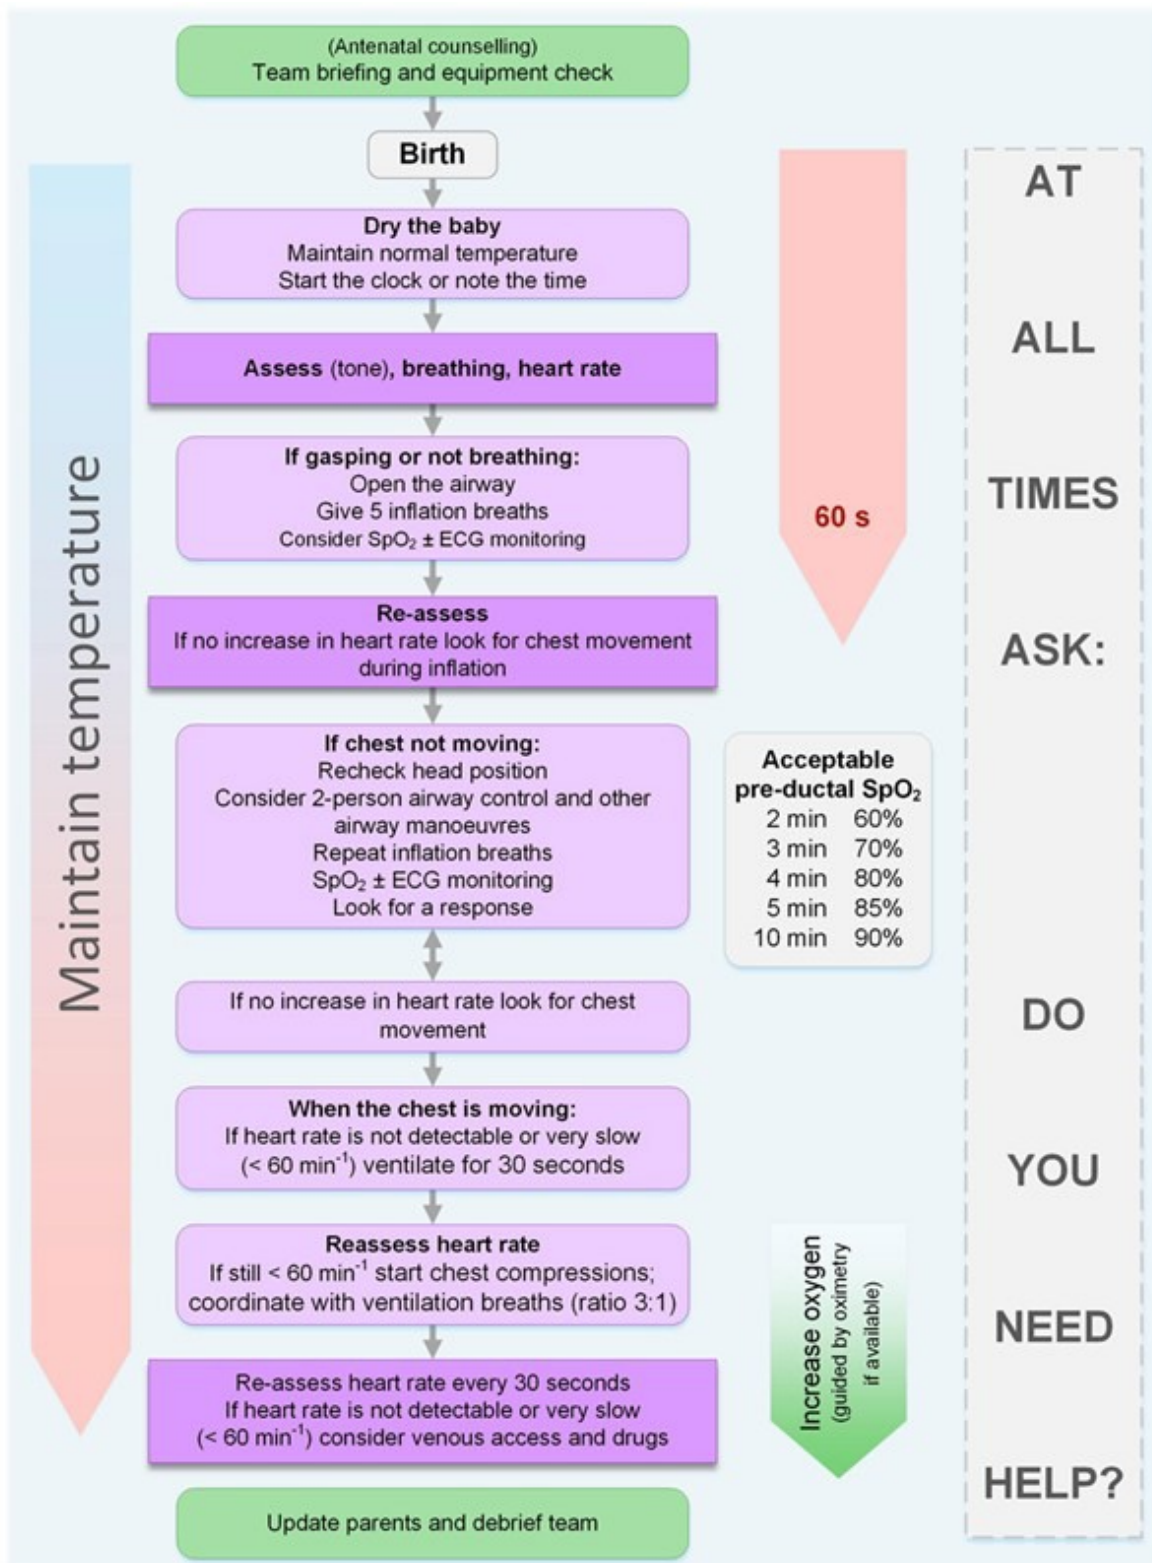 (Antenatal counselling)
Team briefing and equipment check
Birth
Dry the baby
Maintain normal temperature
Start the clock or note the time
Assess (tone), breathing, heart rate
If gasping or not breathing:
Open the airway
Give 5 inflation breaths
Consider SpO₂ ± ECG monitoring
Re-assess
If no increase in heart rate look for chest movement
during inflation
If chest not moving:
Recheck head position
Consider 2-person airway control and other
airway manoeuvres
Repeat inflation breaths
SpO₂ ± ECG monitoring
Look for a response
If no increase in heart rate look for chest
movement
When the chest is moving:
If heart rate is not detectable or very slow
(< 60 min⁻¹) ventilate for 30 seconds
Reassess heart rate
If still < 60 min⁻¹ start chest compressions;
coordinate with ventilation breaths (ratio 3:1)
Re-assess heart rate every 30 seconds
If heart rate is not detectable or very slow
(< 60 min⁻¹) consider venous access and drugs
Update parents and debrief team
Maintain temperature
60 s
Acceptable
pre-ductal SpO₂
2 min 60%
3 min 70%
4 min 80%
5 min 85%
10 min 90%
Increase oxygen
(guided by oximetry
if available)
AT
ALL
TIMES
ASK:
DO
YOU
NEED
HELP?